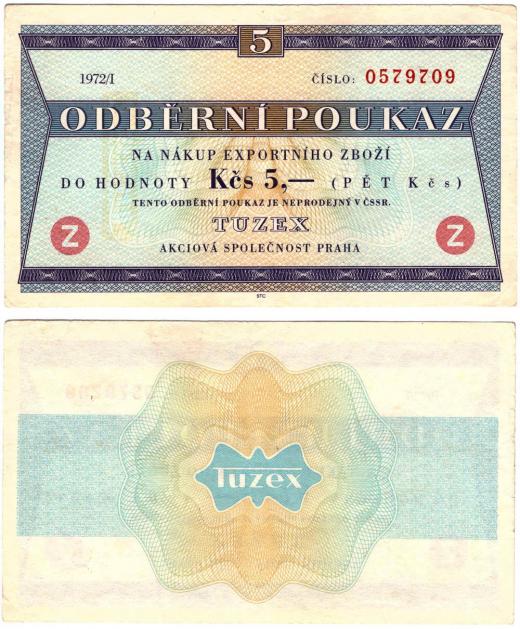 5
1972/I ČÍSLO: 0579709
ODBĚRNÍ POUKAZ
NA NÁKUP EXPORTNÍHO ZBOŽÍ
DO HODNOTY Kčs 5,— (PĚT Kčs)
TENTO ODBĚRNÍ POUKAZ JE NEPRODEJNÝ V ČSSR.
TUZEX
Z AKCIOVÁ SPOLEČNOST PRAHA Z
STC
Tuzex